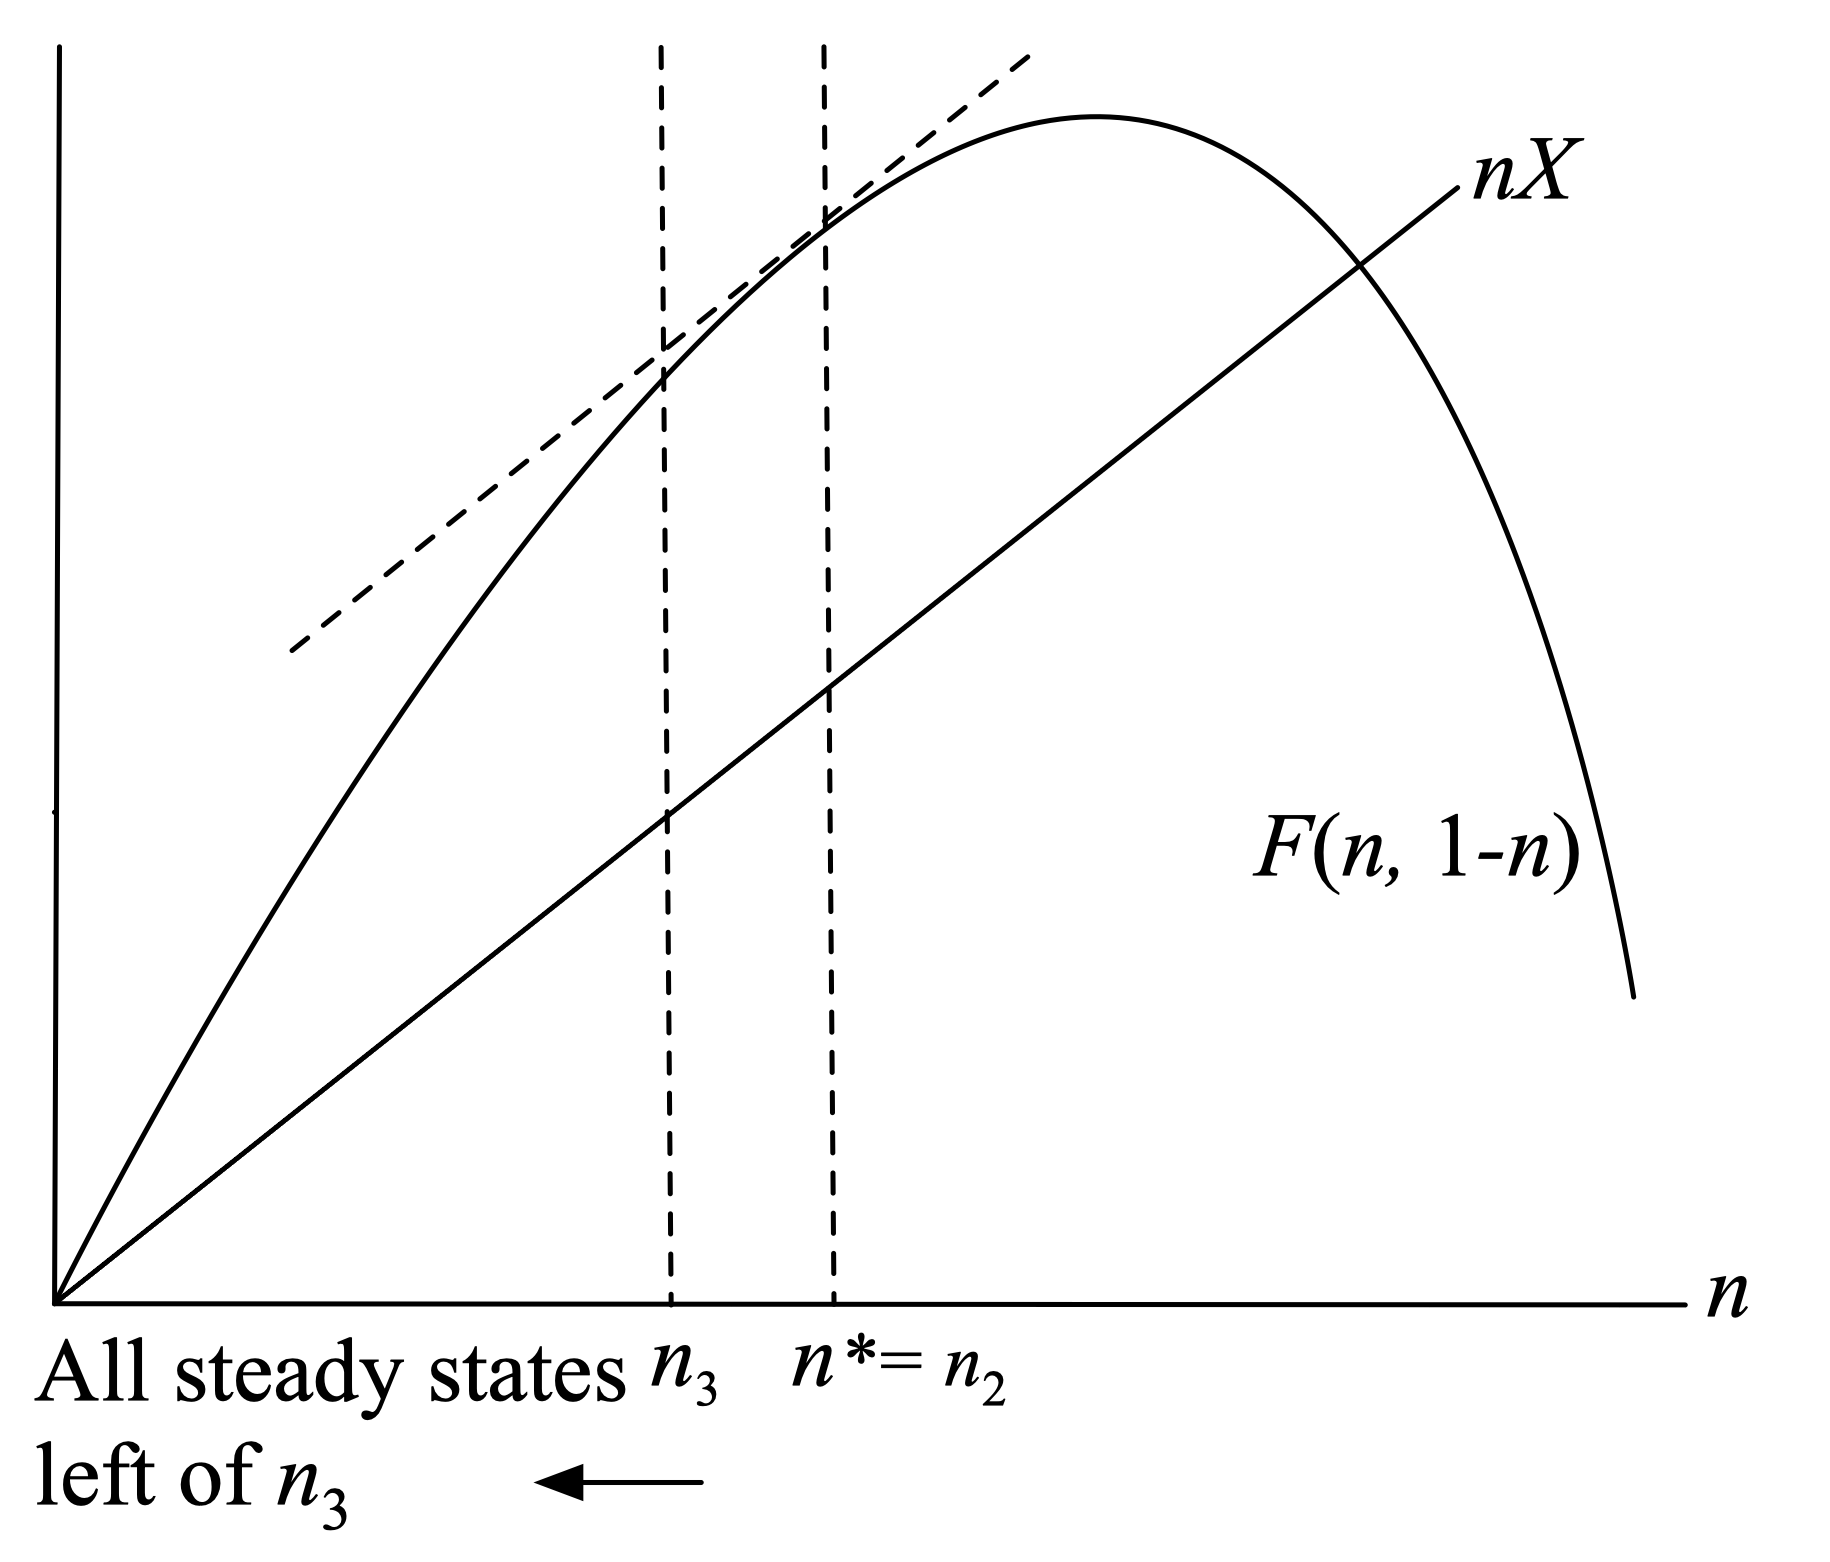 nX
F(n, 1-n)
n
All steady states n₃ n*= n₂
left of n₃